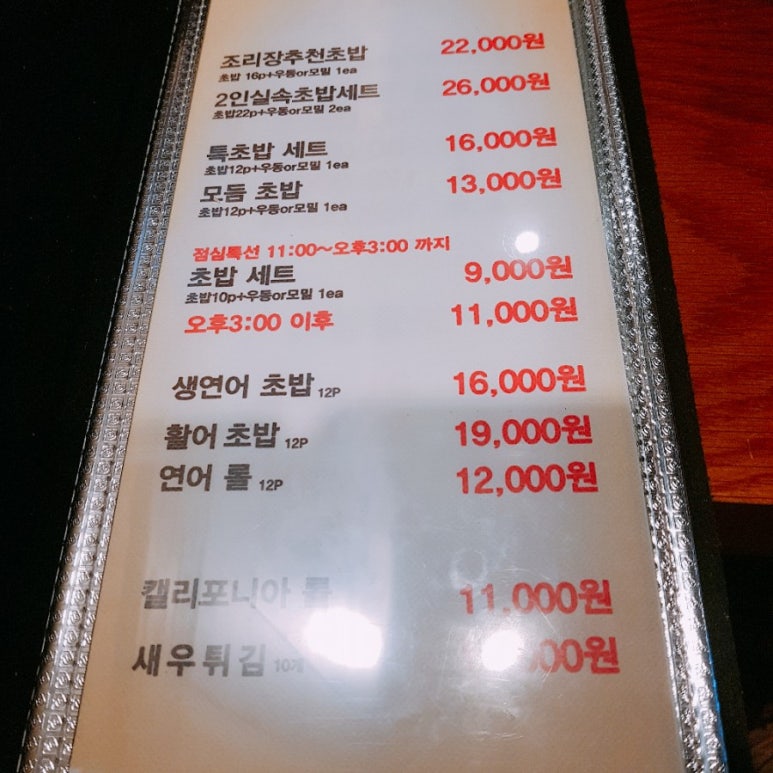 조리장추천초밥 22,000원
초밥 16p+우동or모밀 1ea
2인실속초밥세트 26,000원
초밥22p+우동or모밀 2ea
특초밥 세트 16,000원
초밥12p+우동or모밀 1ea
모듬 초밥 13,000원
초밥12p+우동or모밀 1ea
점심특선 11:00~오후3:00 까지
초밥 세트 9,000원
초밥10p+우동or모밀 1ea
오후3:00 이후 11,000원
생연어 초밥 12P 16,000원
활어 초밥 12P 19,000원
연어 롤 12P 12,000원
캘리포니아 롤 11,000원
새우튀김 10개